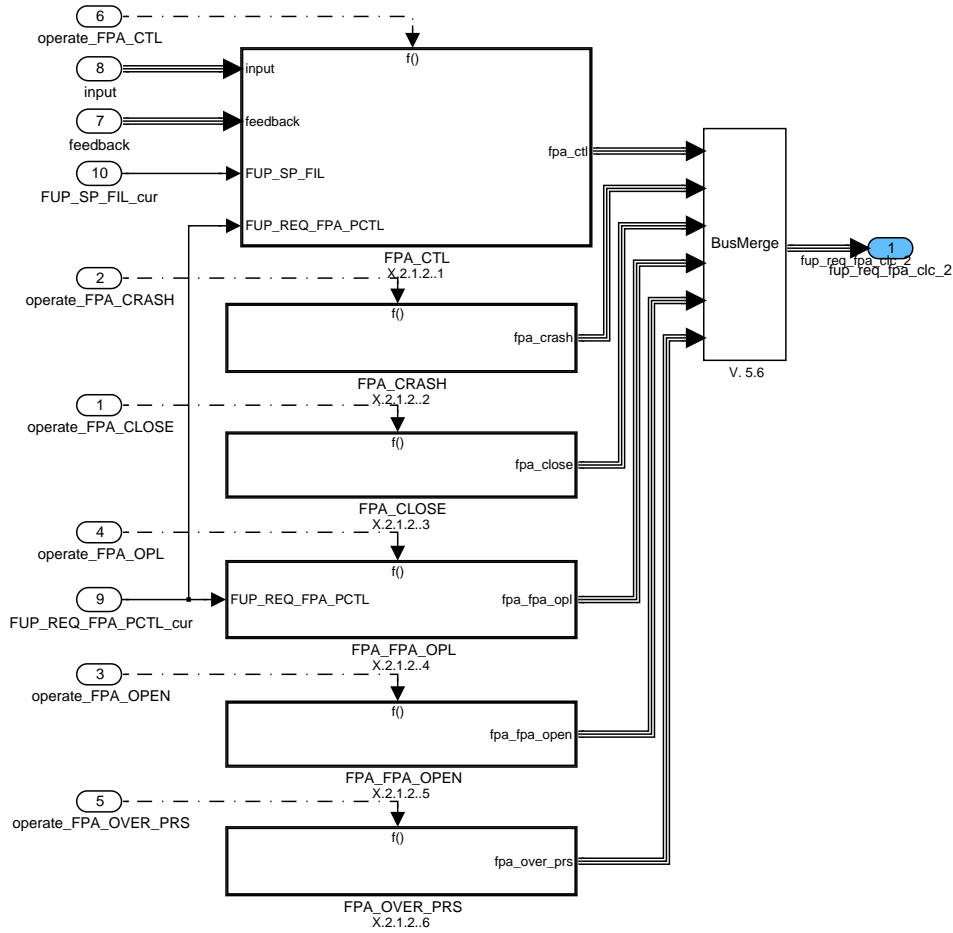 6
operate_FPA_CTL
f()
8
input
input
7
feedback
feedback
fpa_ctl
10
FUP_SP_FIL_cur
FUP_SP_FIL
FUP_REQ_FPA_PCTL
FPA_CTL
X.2.1.2..1
BusMerge
V. 5.6
1
fup_req_fpa_clc_2
fup_req_fpa_clc_2
2
operate_FPA_CRASH
f()
fpa_crash
FPA_CRASH
X.2.1.2..2
1
operate_FPA_CLOSE
f()
fpa_close
FPA_CLOSE
X.2.1.2..3
4
operate_FPA_OPL
f()
9
FUP_REQ_FPA_PCTL_cur
FUP_REQ_FPA_PCTL
fpa_fpa_opl
FPA_FPA_OPL
X.2.1.2..4
3
operate_FPA_OPEN
f()
fpa_fpa_open
FPA_FPA_OPEN
X.2.1.2..5
5
operate_FPA_OVER_PRS
f()
fpa_over_prs
FPA_OVER_PRS
X.2.1.2..6